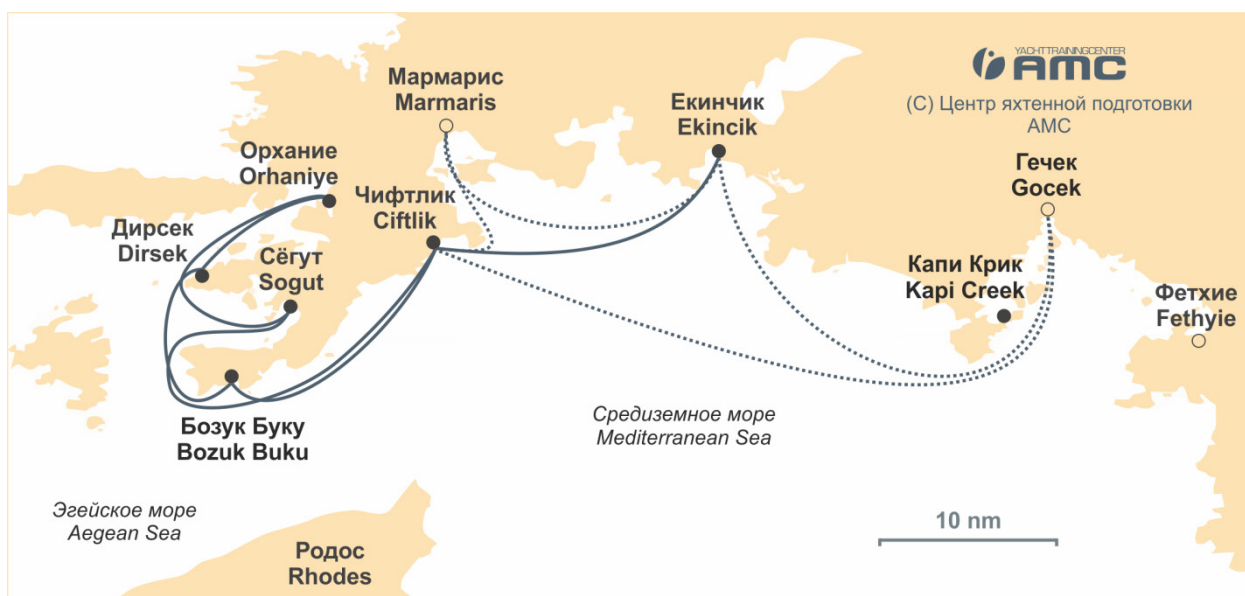 YACHTTRAININGCENTER
AMC
(C) Центр яхтенной подготовки
АМС
Мармарис
Marmaris
Екинчик
Ekincik
Орхание
Orhaniye
Гечек
Gocek
Чифтлик
Ciftlik
Дирсек
Dirsek
Сёгут
Sogut
Капи Крик
Kapi Creek
Фетхие
Fethyie
Бозук Буку
Bozuk Buku
Средиземное море
Mediterranean Sea
Эгейское море
Aegean Sea
10 nm
Родос
Rhodes